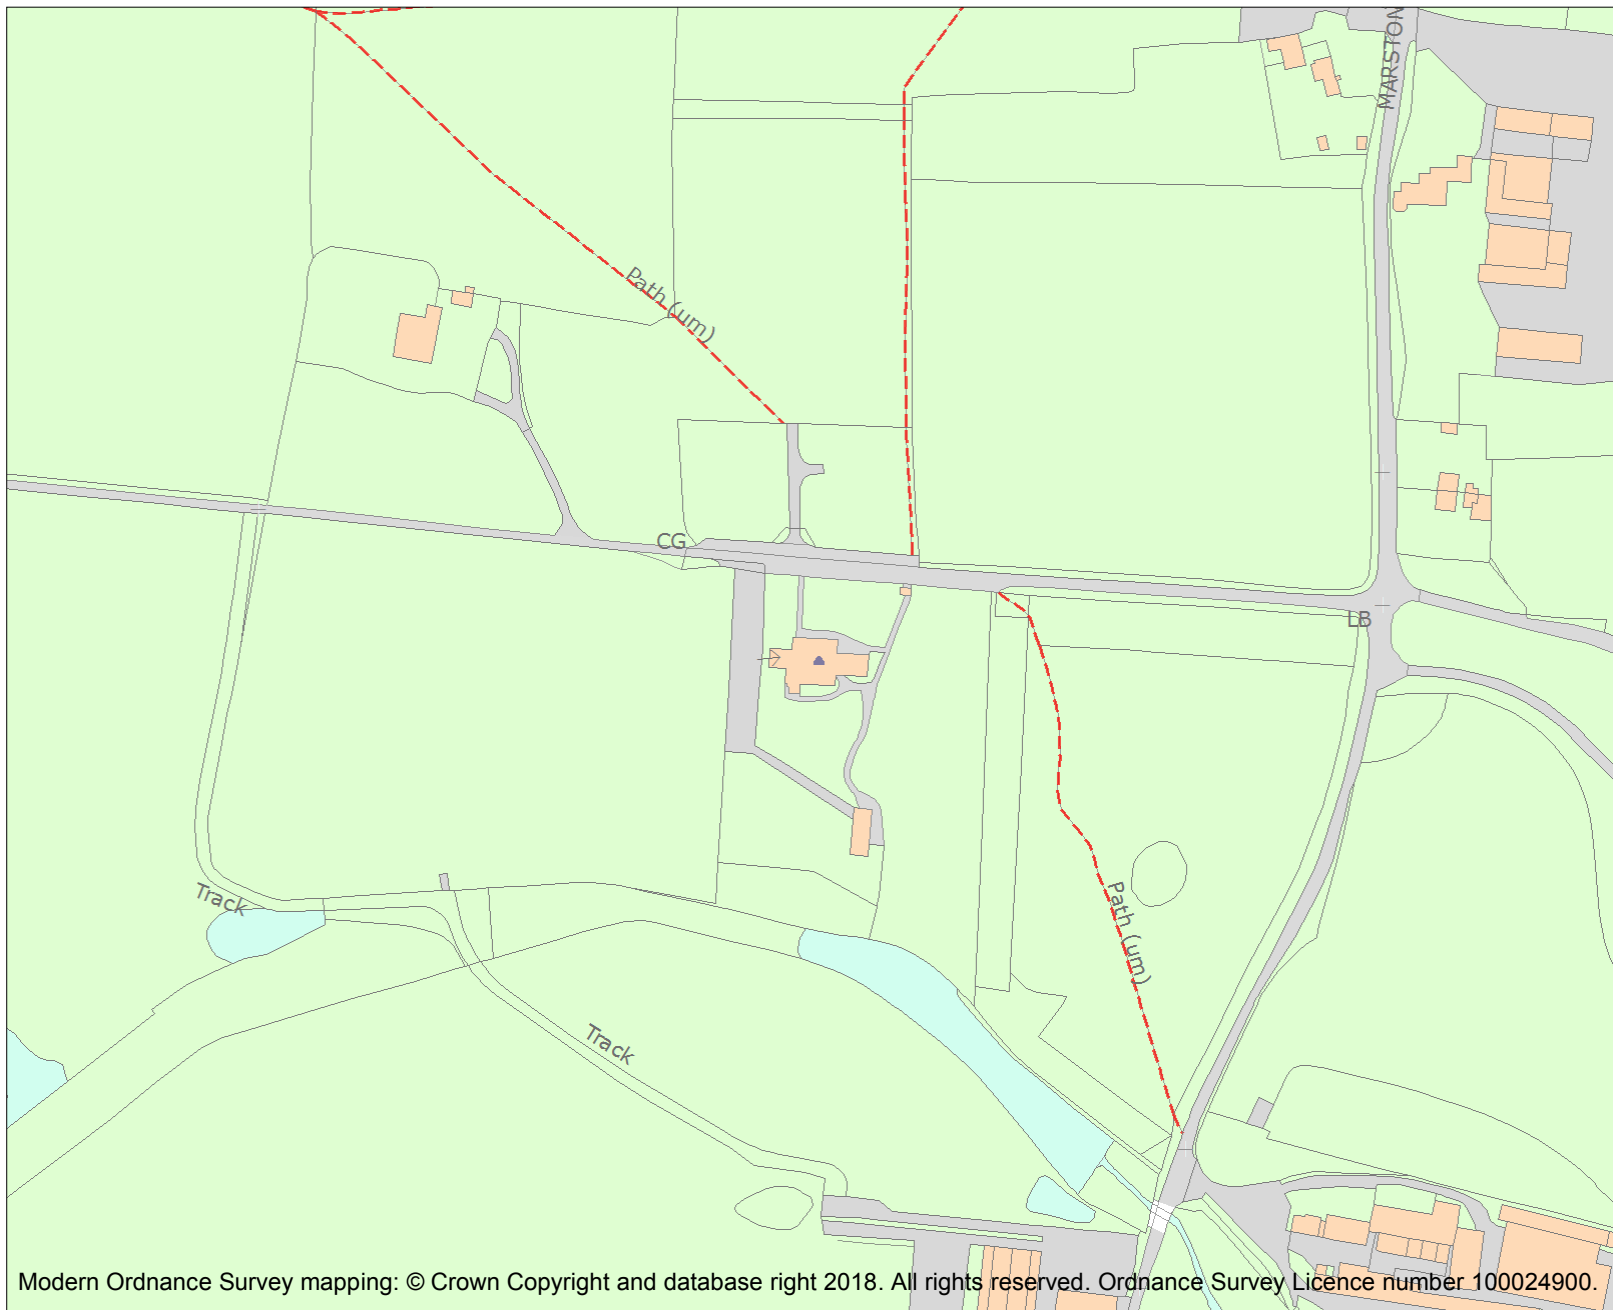 MARSTON
Path (um)
CG
LB
Track
Path (um)
Track
Modern Ordnance Survey mapping: © Crown Copyright and database right 2018. All rights reserved. Ordnance Survey Licence number 100024900.